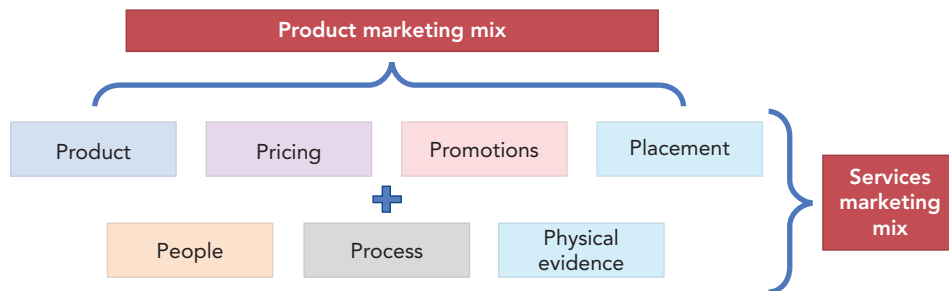 Product marketing mix
Product
Pricing
Promotions
Placement
Services
marketing
mix
People
Process
Physical
evidence